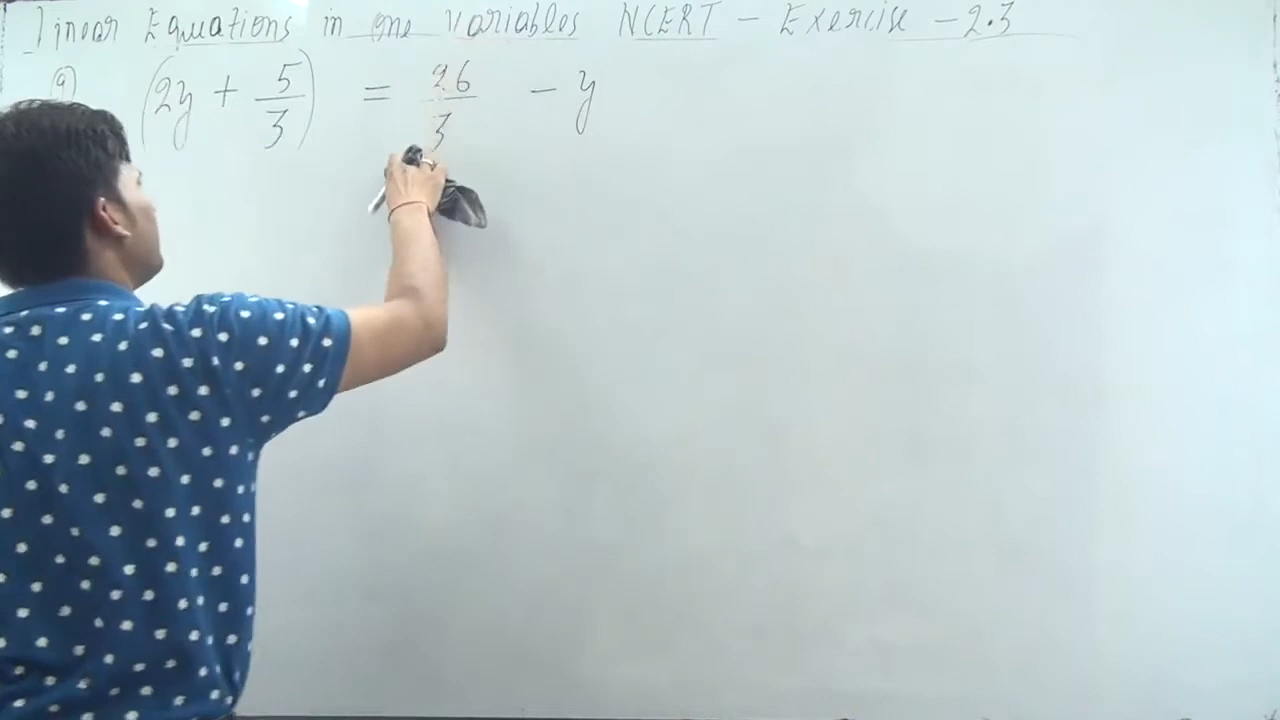 Linear Equations in one variables NCERT - Exercise - 2.3
9) (2y + 5/3) = 26/3 - y